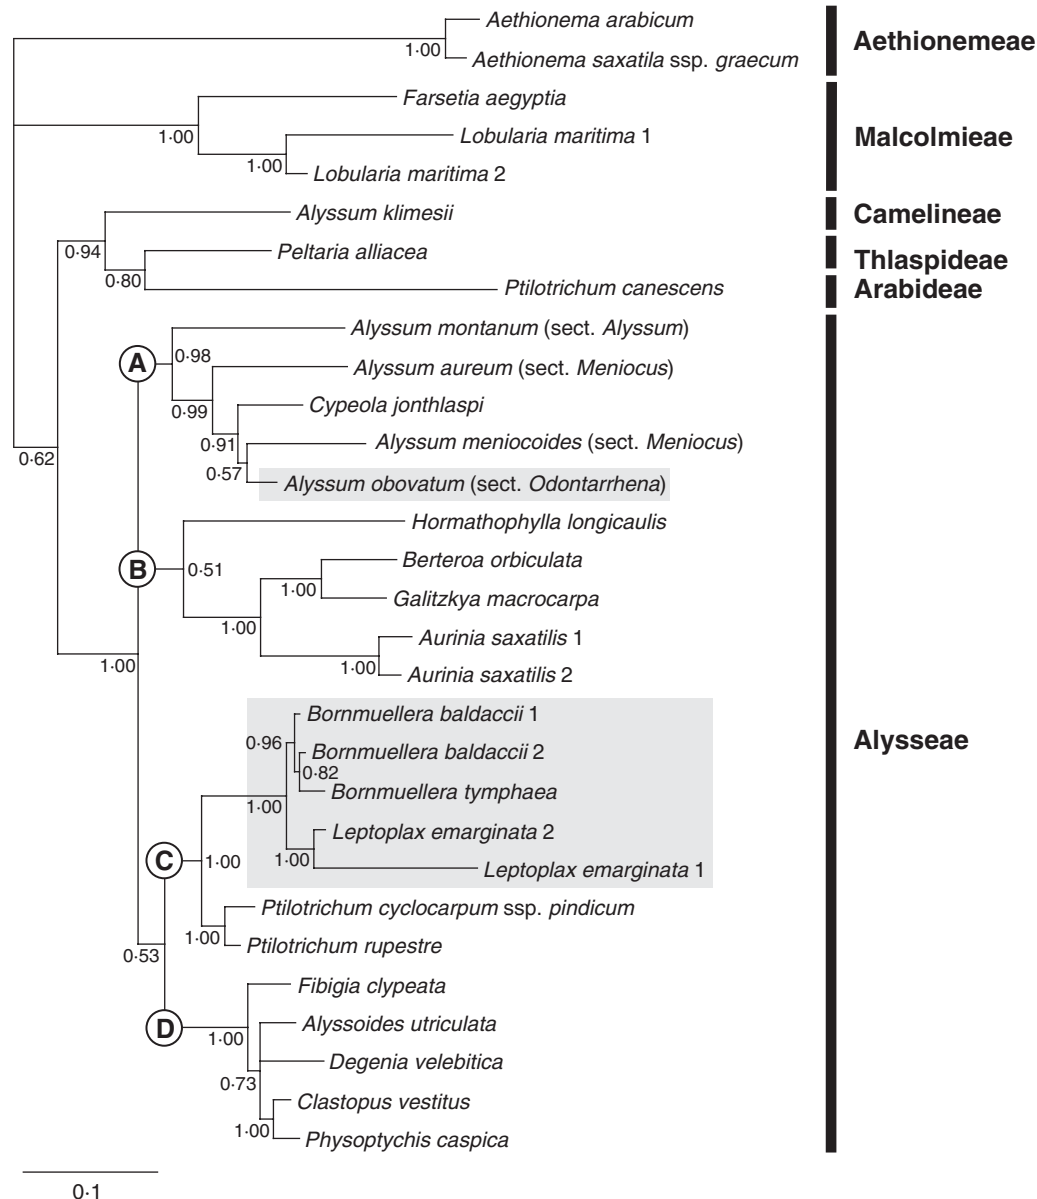 Aethionema arabicum
1·00
Aethionema saxatila ssp. graecum
Aethionemeae
Farsetia aegyptia
1·00
Lobularia maritima 1
1·00
Lobularia maritima 2
Malcolmieae
Alyssum klimesii
Camelineae
0·94
Peltaria alliacea
Thlaspideae
0·80
Ptilotrichum canescens
Arabideae
Alyssum montanum (sect. Alyssum)
A
0·98
Alyssum aureum (sect. Meniocus)
0·99
Cypeola jonthlaspi
0·91
Alyssum meniocoides (sect. Meniocus)
0·62
0·57
Alyssum obovatum (sect. Odontarrhena)
Hormathophylla longicaulis
B
0·51
Berteroa orbiculata
1·00
Galitzkya macrocarpa
1·00
Aurinia saxatilis 1
1·00
1·00
Aurinia saxatilis 2
Bornmuellera baldaccii 1
0·96
Alysseae
Bornmuellera baldaccii 2
0·82
Bornmuellera tymphaea
1·00
Leptoplax emarginata 2
1·00
C
1·00
Leptoplax emarginata 1
Ptilotrichum cyclocarpum ssp. pindicum
1·00
Ptilotrichum rupestre
0·53
Fibigia clypeata
D
1·00
Alyssoides utriculata
Degenia velebitica
0·73
Clastopus vestitus
1·00
Physoptychis caspica
0·1